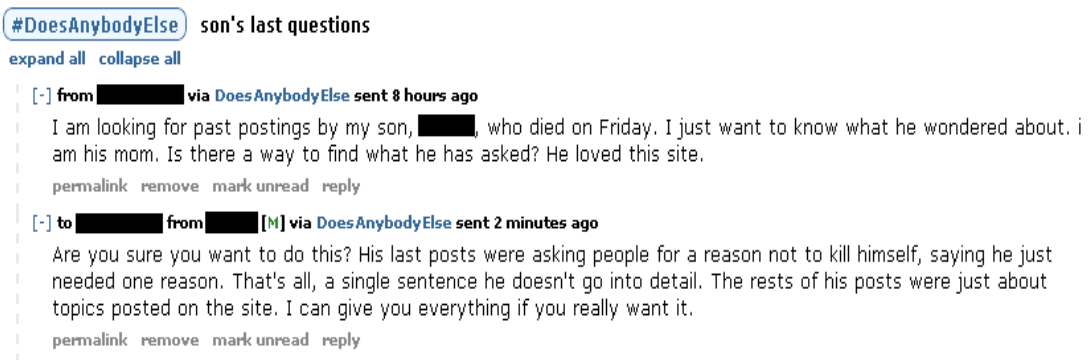 #DoesAnybodyElse son's last questions
expand all collapse all
[-] from via DoesAnybodyElse sent 8 hours ago
I am looking for past postings by my son, , who died on Friday. I just want to know what he wondered about. i
am his mom. Is there a way to find what he has asked? He loved this site.
permalink remove mark unread reply
[-] to from [M] via DoesAnybodyElse sent 2 minutes ago
Are you sure you want to do this? His last posts were asking people for a reason not to kill himself, saying he just
needed one reason. That's all, a single sentence he doesn't go into detail. The rests of his posts were just about
topics posted on the site. I can give you everything if you really want it.
permalink remove mark unread reply